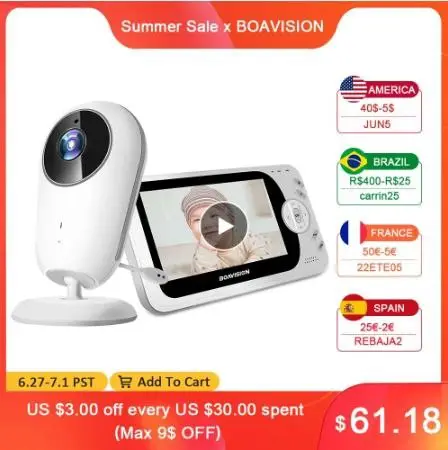 Summer Sale x BOAVISION
AMERICA
40$-5$
JUN5
BRAZIL
R$400-R$25
carrin25
FRANCE
50€-5€
22ETE05
SPAIN
25€-2€
REBAJA2
BOAVISION
6.27-7.1 PST
Add To Cart
US $3.00 off every US $30.00 spent
(Max 9$ OFF)
$61.18